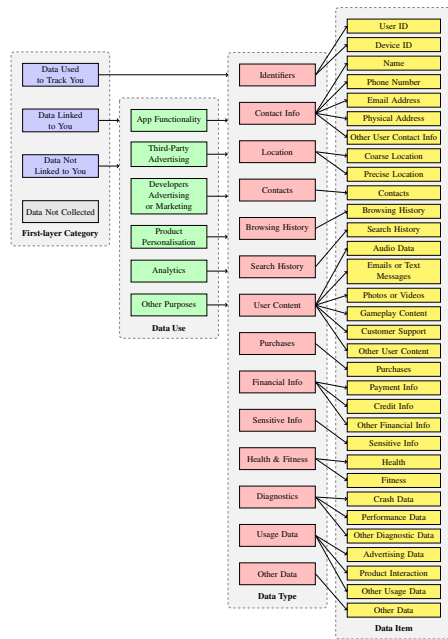 Data Used
to Track You
Data Linked
to You
Data Not
Linked to You
Data Not Collected
First-layer Category
App Functionality
Third-Party
Advertising
Developers
Advertising
or Marketing
Product
Personalisation
Analytics
Other Purposes
Data Use
Identifiers
Contact Info
Location
Contacts
Browsing History
Search History
User Content
Purchases
Financial Info
Sensitive Info
Health & Fitness
Diagnostics
Usage Data
Other Data
Data Type
User ID
Device ID
Name
Phone Number
Email Address
Physical Address
Other User Contact Info
Course Location
Precise Location
Contacts
Browsing History
Search History
Audio Data
Emails or Text
Messages
Photos or Videos
Gameplay Content
Customer Support
Other User Content
Purchases
Payment Info
Credit Info
Other Financial Info
Sensitive Info
Health
Fitness
Crash Data
Performance Data
Other Diagnostic Data
Advertising Data
Product Interaction
Other Usage Data
Other Data
Data Item